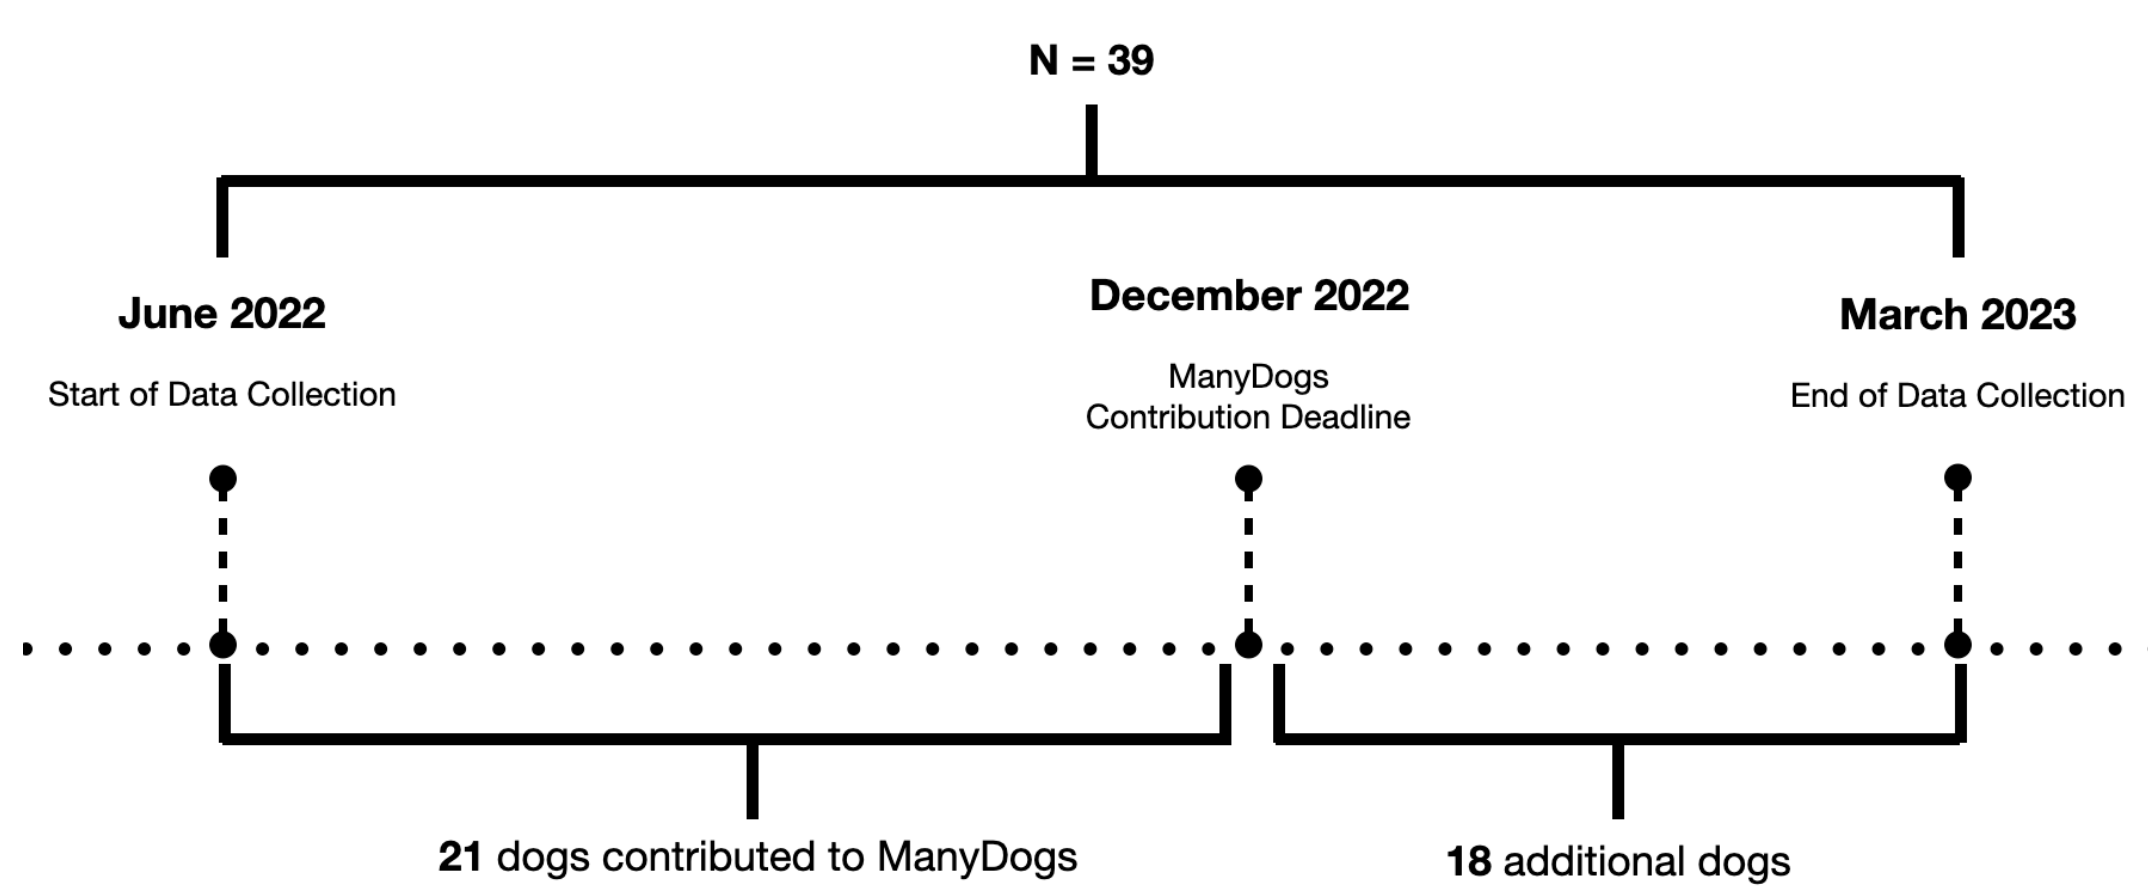 N = 39
June 2022
Start of Data Collection
December 2022
ManyDogs
Contribution Deadline
March 2023
End of Data Collection
21 dogs contributed to ManyDogs
18 additional dogs